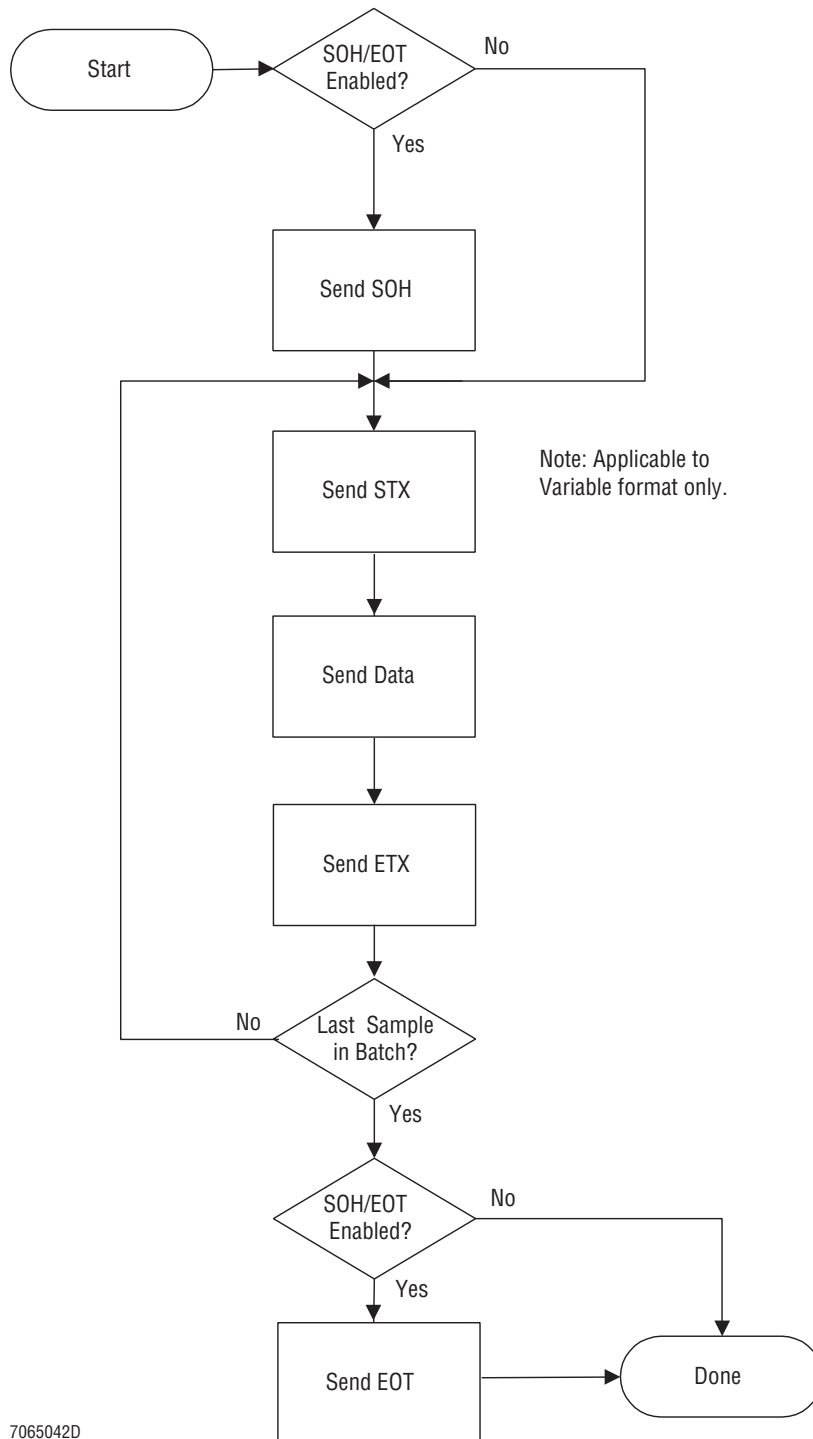 Start
SOH/EOT
Enabled?
No
Yes
Send SOH
Send STX
Note: Applicable to
Variable format only.
Send Data
Send ETX
Last Sample
in Batch?
No
Yes
SOH/EOT
Enabled?
No
Yes
Send EOT
Done
7065042D